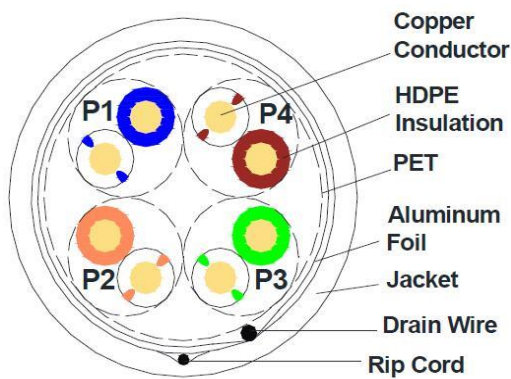 Copper
Conductor
P1
P4
HDPE
Insulation
PET
Aluminum
Foil
P2
P3
Jacket
Drain Wire
Rip Cord